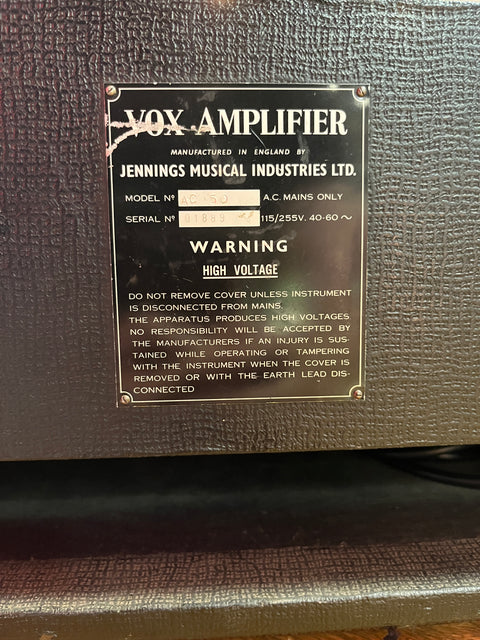 VOX AMPLIFIER
MANUFACTURED IN ENGLAND BY
JENNINGS MUSICAL INDUSTRIES LTD.
MODEL Nº AC 50 A.C. MAINS ONLY
SERIAL Nº 01889 115/255V. 40-60 ~
WARNING
HIGH VOLTAGE
DO NOT REMOVE COVER UNLESS INSTRUMENT
IS DISCONNECTED FROM MAINS.
THE APPARATUS PRODUCES HIGH VOLTAGES
NO RESPONSIBILITY WILL BE ACCEPTED BY
THE MANUFACTURERS IF AN INJURY IS SUS-
TAINED WHILE OPERATING OR TAMPERING
WITH THE INSTRUMENT WHEN THE COVER IS
REMOVED OR WITH THE EARTH LEAD DIS-
CONNECTED